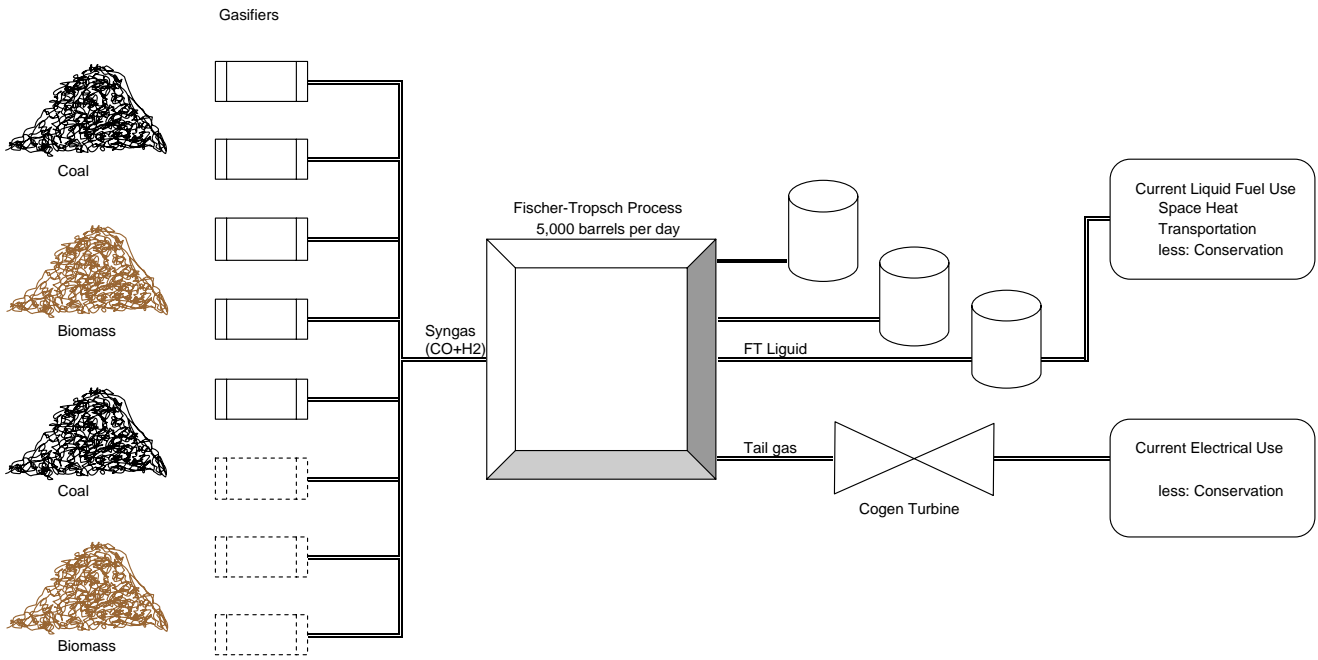 Gasifiers
Coal
Biomass
Coal
Biomass
Syngas
(CO+H2)
Fischer-Tropsch Process
5,000 barrels per day
FT Liguid
Tail gas
Cogen Turbine
Current Liquid Fuel Use
Space Heat
Transportation
less: Conservation
Current Electrical Use
less: Conservation